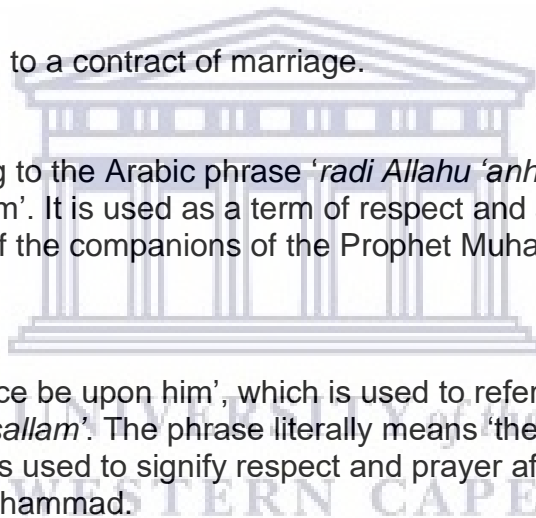 to a contract of marriage.
g to the Arabic phrase ‘radi Allahu ‘anh
m’. It is used as a term of respect and
f the companions of the Prophet Muha
ce be upon him’, which is used to refer
UNIVERSITY of the
sallam’. The phrase literally means ‘the
s used to signify respect and prayer af
WESTERN CAPE
hammad.